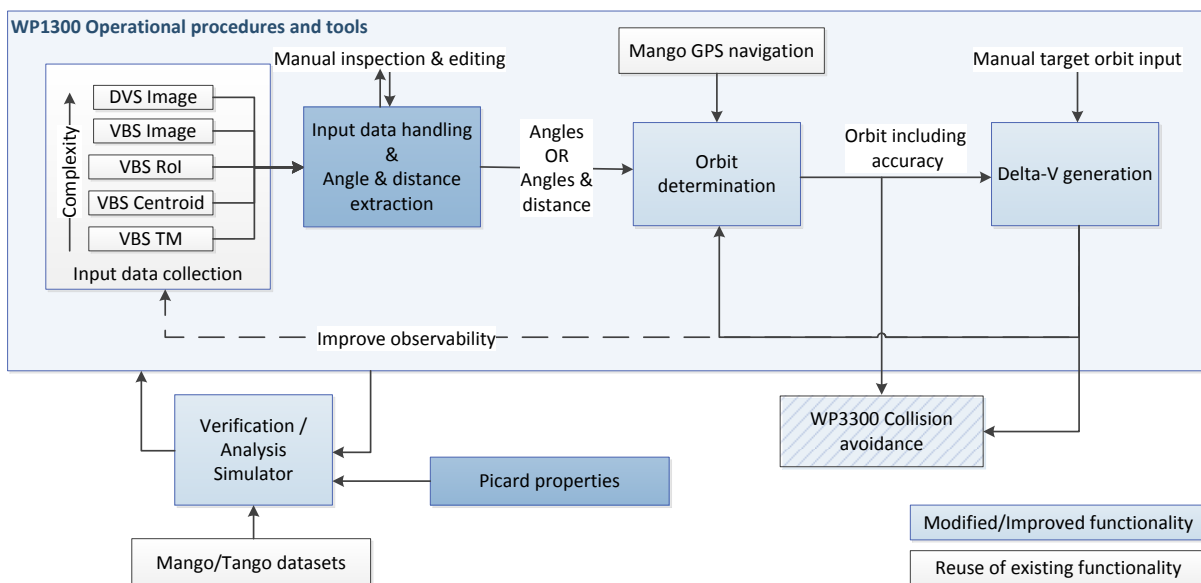 WP1300 Operational procedures and tools
Manual inspection & editing
Mango GPS navigation
Manual target orbit input
Complexity
DVS Image
VBS Image
VBS RoI
VBS Centroid
VBS TM
Input data collection
Input data handling
&
Angle & distance
extraction
Angles
OR
Angles &
distance
Orbit
determination
Orbit including
accuracy
Delta-V generation
Improve observability
Verification /
Analysis
Simulator
WP3300 Collision
avoidance
Picard properties
Mango/Tango datasets
Modified/Improved functionality
Reuse of existing functionality